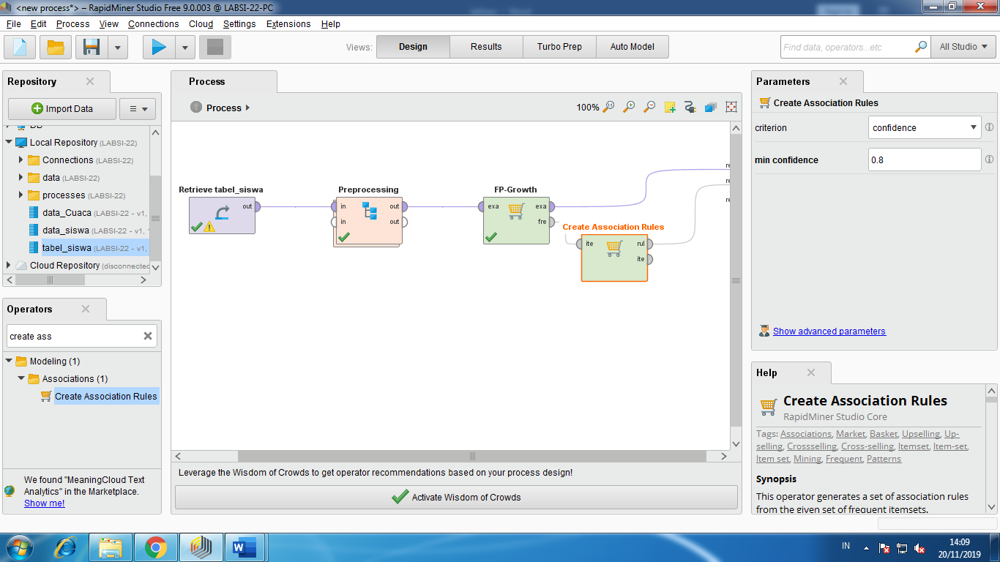 <new process*> – RapidMiner Studio Free 9.0.003 @ LABSI-22-PC
File Edit Process View Connections Cloud Settings Extensions Help
Views: Design Results Turbo Prep Auto Model
Find data, operators...etc
All Studio
Repository
Import Data
DB
Local Repository (LABSI-22)
Connections (LABSI-22)
data (LABSI-22)
processes (LABSI-22)
data_Cuaca (LABSI-22 - v1,
data_siswa (LABSI-22 - v1,
tabel_siswa (LABSI-22 - v1,
Cloud Repository (disconnected
Operators
create ass
Modeling (1)
Associations (1)
Create Association Rules
We found "MeaningCloud Text
Analytics" in the Marketplace.
Show me!
Process
Process
100%
Retrieve tabel_siswa
out
Preprocessing
in out
in out
FP-Growth
exa exa
fre
Create Association Rules
ite rul
ite
re
re
re
Leverage the Wisdom of Crowds to get operator recommendations based on your process design!
Activate Wisdom of Crowds
Parameters
Create Association Rules
criterion confidence
min confidence 0.8
Show advanced parameters
Help
Create Association Rules
RapidMiner Studio Core
Tags: Associations, Market, Basket, Upselling, Up-
selling, Crossselling, Cross-selling, Itemset, Item-set,
Item set, Mining, Frequent, Patterns
Synopsis
This operator generates a set of association rules
from the given set of frequent itemsets.
IN
14:09
20/11/2019